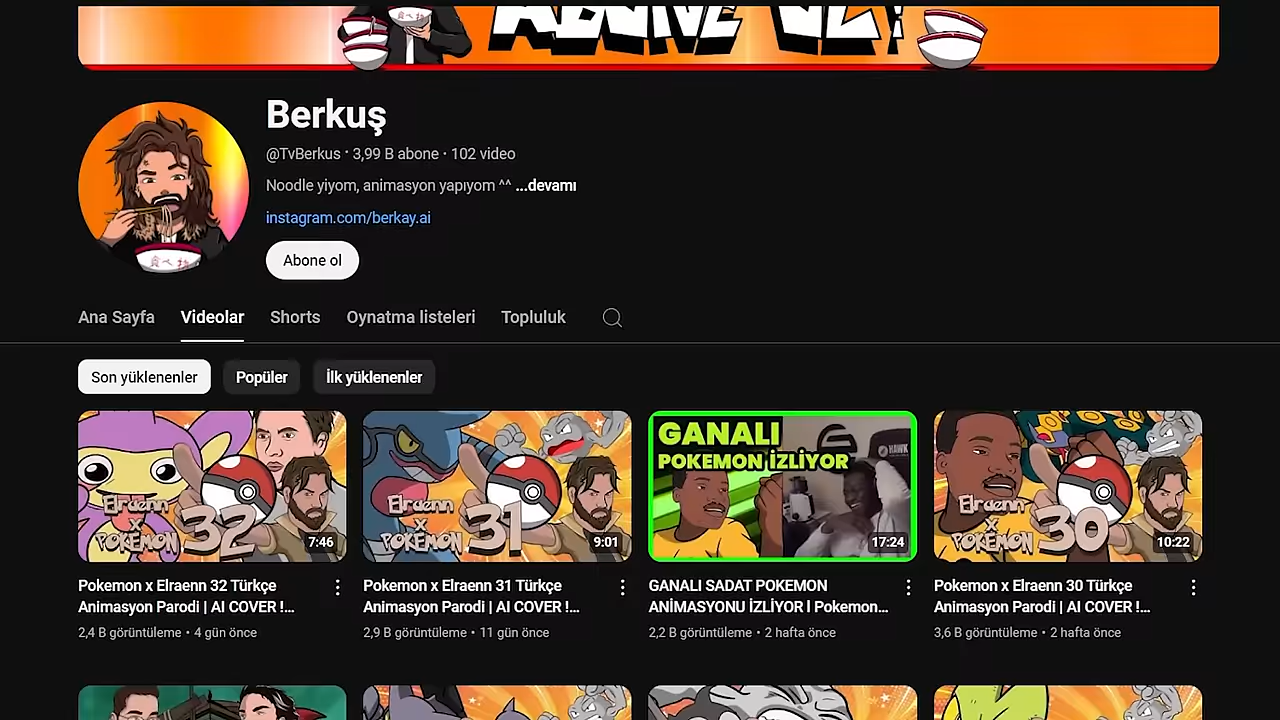 ABONE OL!
Berkuş
@TvBerkus · 3,99 B abone · 102 video
Noodle yiyom, animasyon yapıyom ^^ ...devamı
instagram.com/berkay.ai
Abone ol
Ana Sayfa Videolar Shorts Oynatma listeleri Topluluk
Son yüklenenler Popüler İlk yüklenenler
Elraenn
X
POKEMON 32
7:46
Elraenn
X
POKEMON 31
9:01
GANALI
POKEMON İZLİYOR
HAWK
17:24
Elraenn
X
POKEMON 30
10:22
Pokemon x Elraenn 32 Türkçe
Animasyon Parodi | AI COVER !...
2,4 B görüntüleme • 4 gün önce
Pokemon x Elraenn 31 Türkçe
Animasyon Parodi | AI COVER !...
2,9 B görüntüleme • 11 gün önce
GANALI SADAT POKEMON
ANİMASYONU İZLİYOR l Pokemon...
2,2 B görüntüleme • 2 hafta önce
Pokemon x Elraenn 30 Türkçe
Animasyon Parodi | AI COVER !...
3,6 B görüntüleme • 2 hafta önce